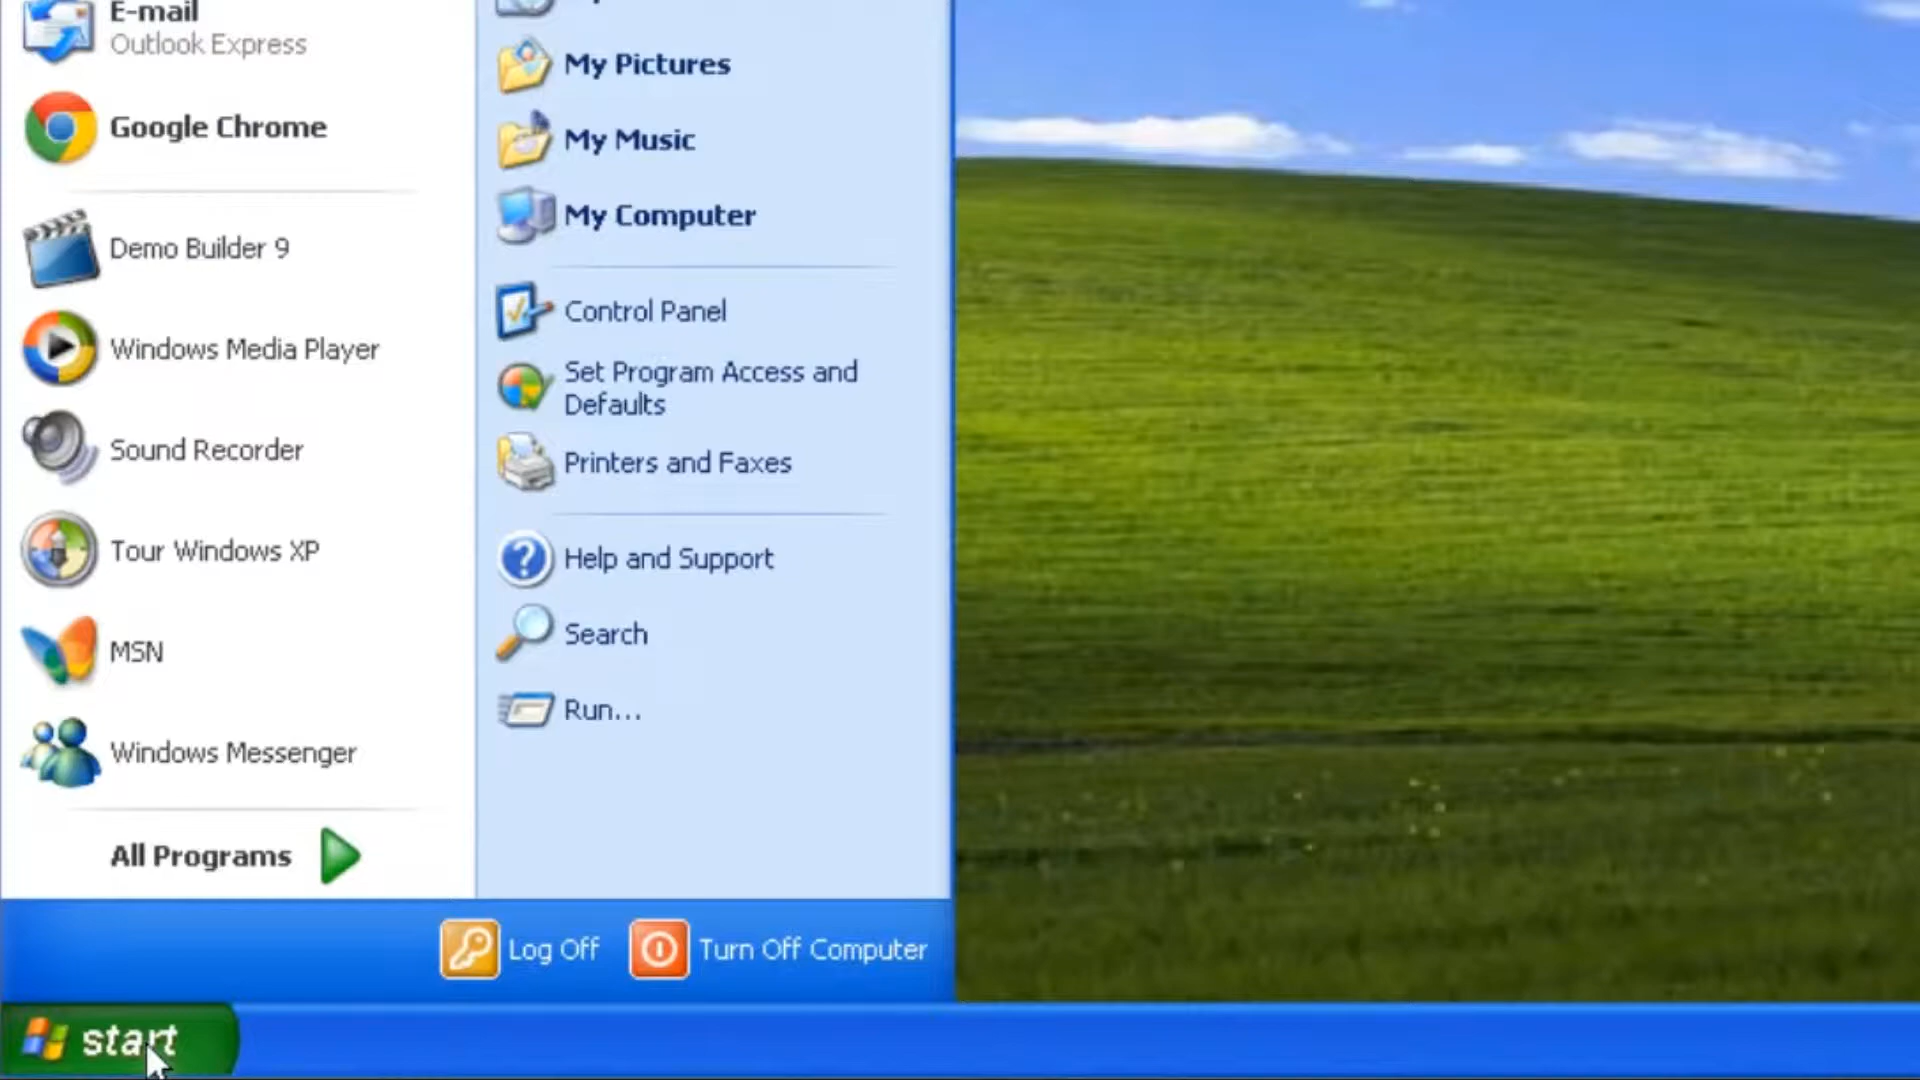 E-mail
Outlook Express
Google Chrome
Demo Builder 9
Windows Media Player
Sound Recorder
Tour Windows XP
MSN
Windows Messenger
All Programs
My Pictures
My Music
My Computer
Control Panel
Set Program Access and
Defaults
Printers and Faxes
Help and Support
Search
Run...
Log Off
Turn Off Computer
start